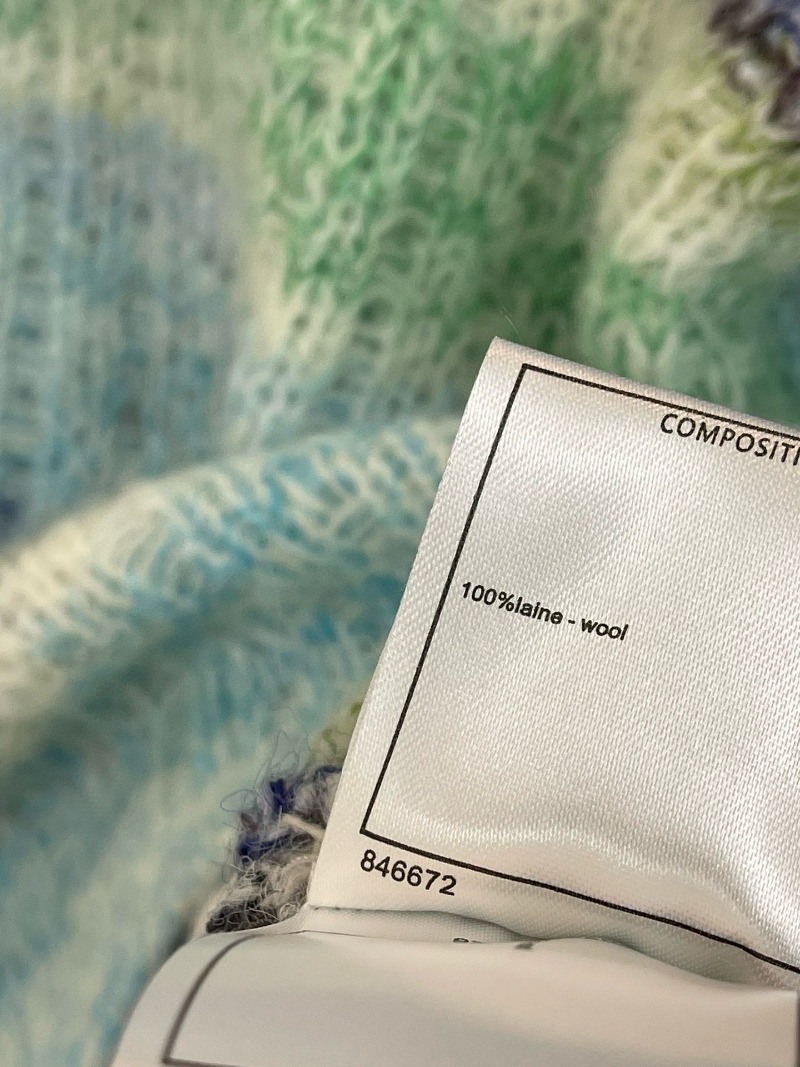 COMPOSITI
100%laine - wool
846672